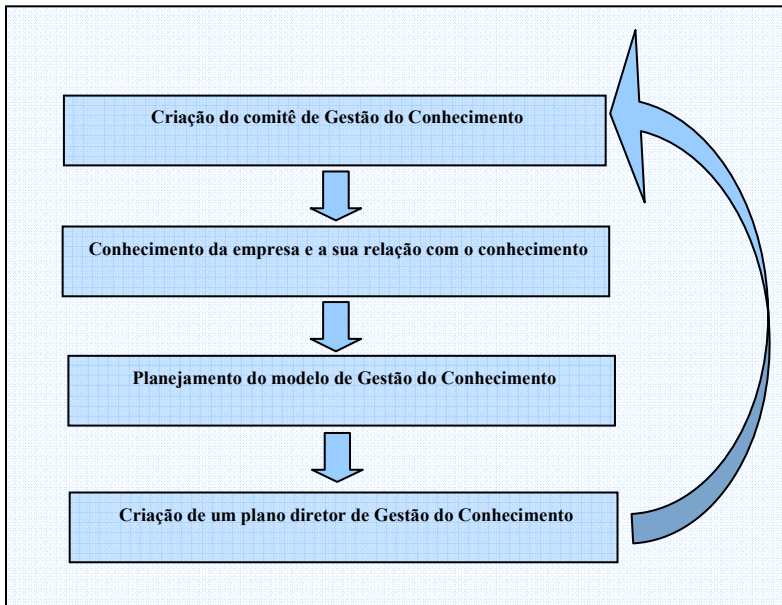 Criação do comitê de Gestão do Conhecimento
Conhecimento da empresa e a sua relação com o conhecimento
Planejamento do modelo de Gestão do Conhecimento
Criação de um plano diretor de Gestão do Conhecimento